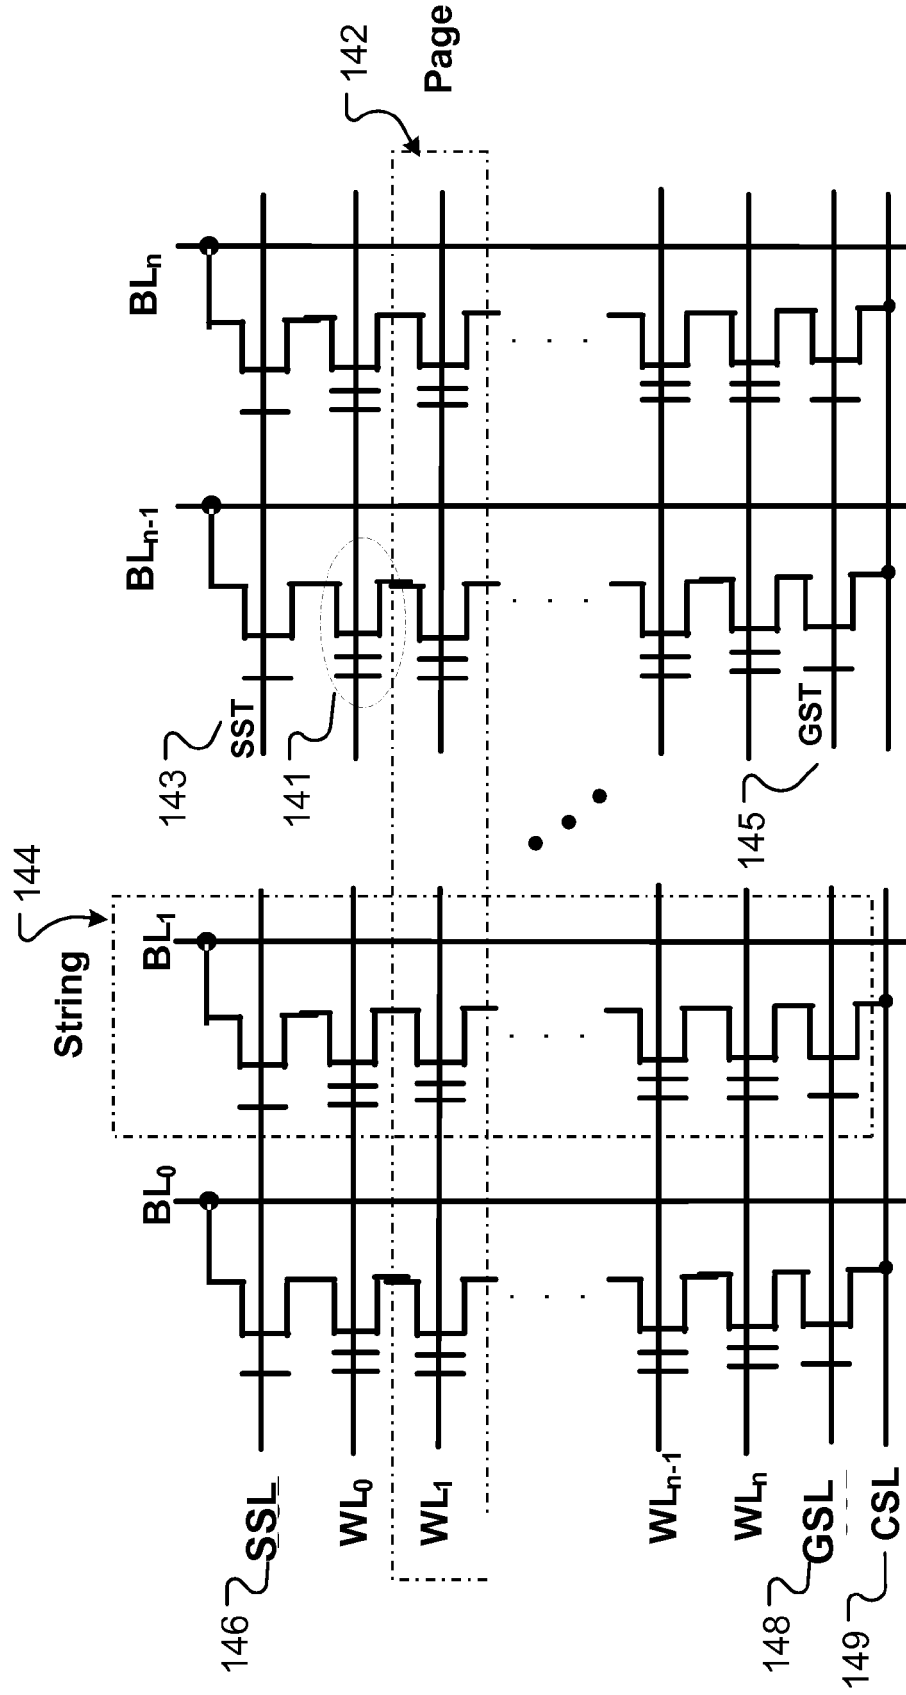 144
String
BL₀
BL₁
BLₙ₋₁
BLₙ
142
Page
143
SST
141
145
GST
146
SSL
WL₀
WL₁
WLₙ₋₁
WLₙ
148
GSL
149
CSL